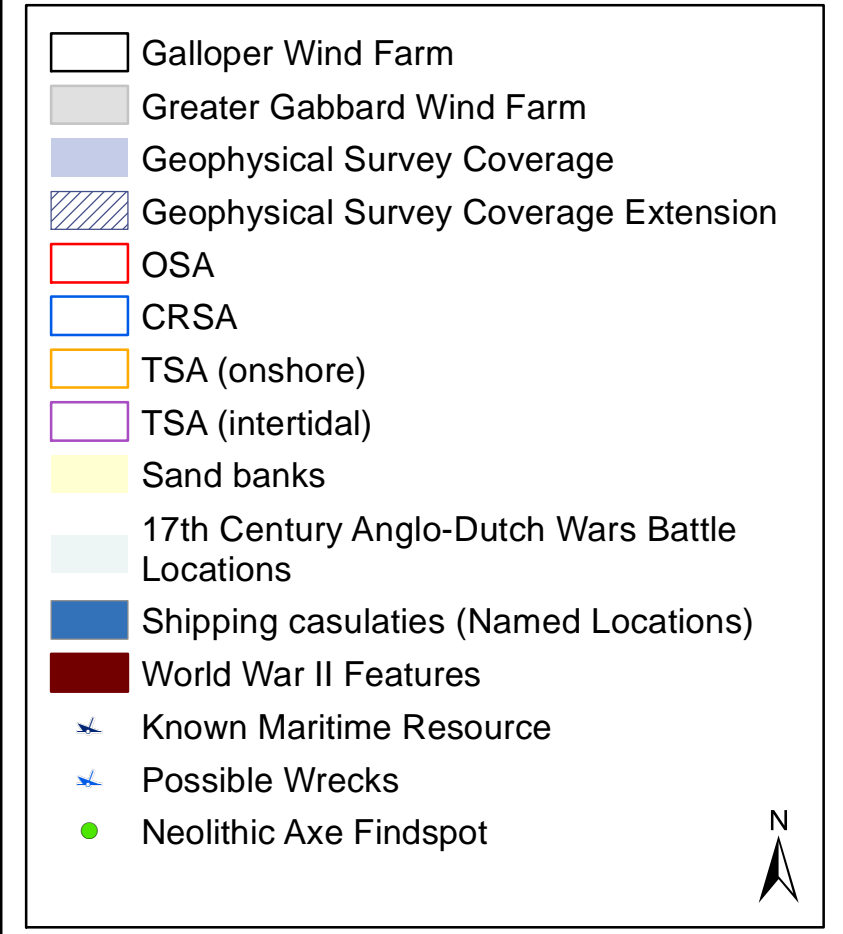 Galloper Wind Farm
Greater Gabbard Wind Farm
Geophysical Survey Coverage
Geophysical Survey Coverage Extension
OSA
CRSA
TSA (onshore)
TSA (intertidal)
Sand banks
17th Century Anglo-Dutch Wars Battle
Locations
Shipping casulaties (Named Locations)
World War II Features
Known Maritime Resource
Possible Wrecks
Neolithic Axe Findspot
N